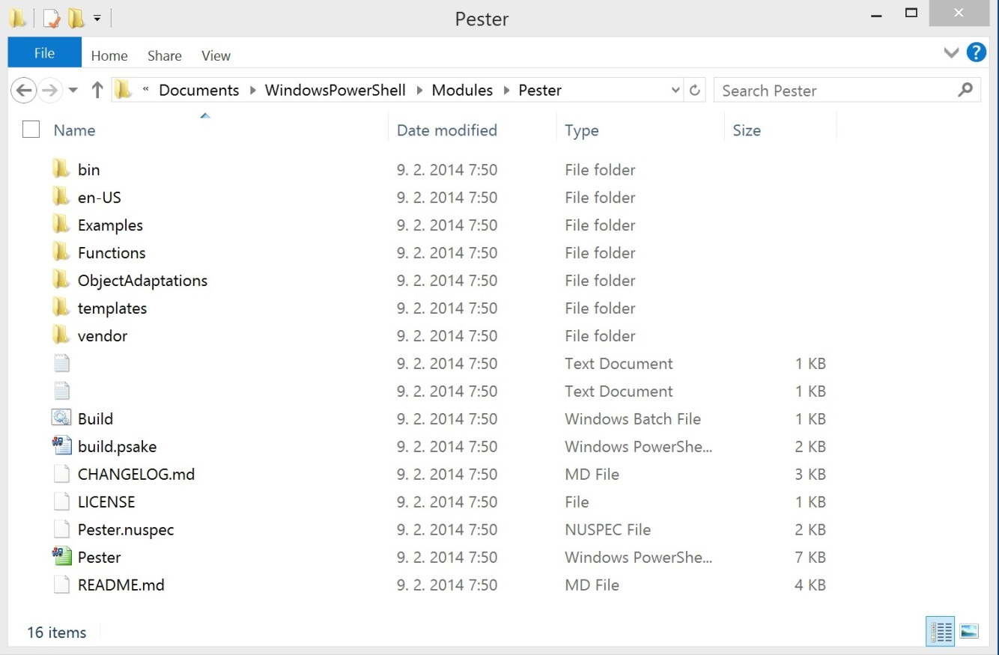 Pester
File Home Share View
« Documents WindowsPowerShell Modules Pester Search Pester
Name Date modified Type Size
bin 9. 2. 2014 7:50 File folder
en-US 9. 2. 2014 7:50 File folder
Examples 9. 2. 2014 7:50 File folder
Functions 9. 2. 2014 7:50 File folder
ObjectAdaptations 9. 2. 2014 7:50 File folder
templates 9. 2. 2014 7:50 File folder
vendor 9. 2. 2014 7:50 File folder
9. 2. 2014 7:50 Text Document 1 KB
9. 2. 2014 7:50 Text Document 1 KB
Build 9. 2. 2014 7:50 Windows Batch File 1 KB
build.psake 9. 2. 2014 7:50 Windows PowerShe... 2 KB
CHANGELOG.md 9. 2. 2014 7:50 MD File 3 KB
LICENSE 9. 2. 2014 7:50 File 1 KB
Pester.nuspec 9. 2. 2014 7:50 NUSPEC File 2 KB
Pester 9. 2. 2014 7:50 Windows PowerShe... 7 KB
README.md 9. 2. 2014 7:50 MD File 4 KB
16 items